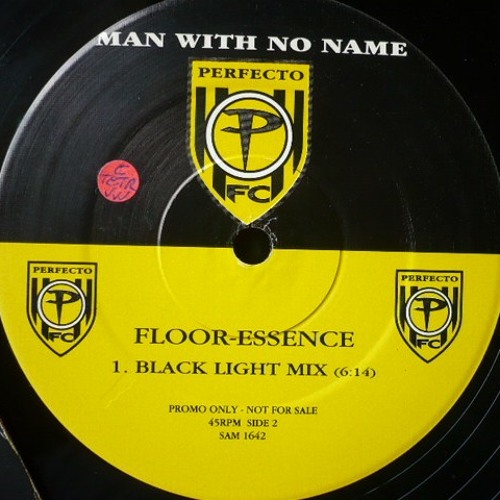 MAN WITH NO NAME
PERFECTO
P
FC
PERFECTO
P
FC
PERFECTO
P
FC
FLOOR-ESSENCE
1. BLACK LIGHT MIX (6:14)
PROMO ONLY - NOT FOR SALE
45RPM SIDE 2
SAM 1642